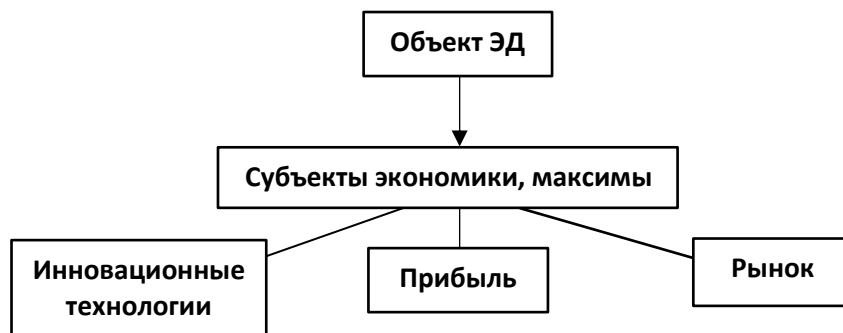 Объект ЭД
Субъекты экономики, максимы
Инновационные
технологии
Прибыль
Рынок